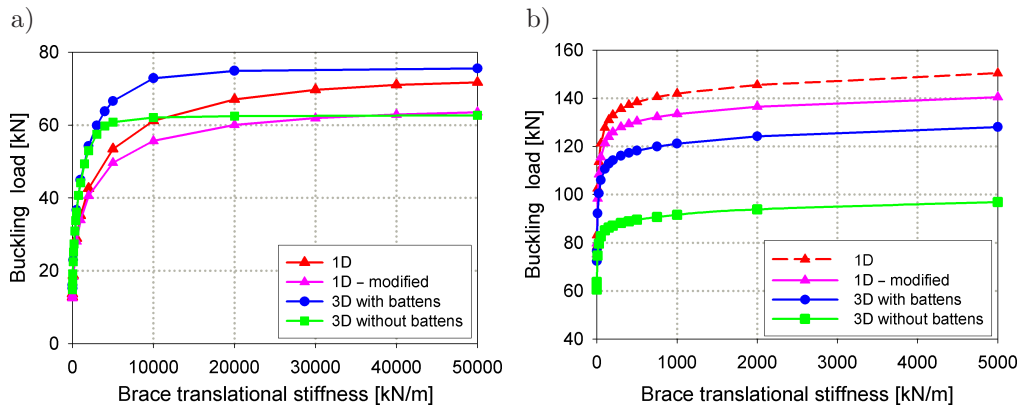 a)
80
60
40
20
0
Buckling load [kN]
0 10000 20000 30000 40000 50000
Brace translational stiffness [kN/m]
1D
1D – modified
3D with battens
3D without battens
b)
160
140
120
100
80
60
40
Buckling load [kN]
0 1000 2000 3000 4000 5000
Brace translational stiffness [kN/m]
1D
1D – modified
3D with battens
3D without battens